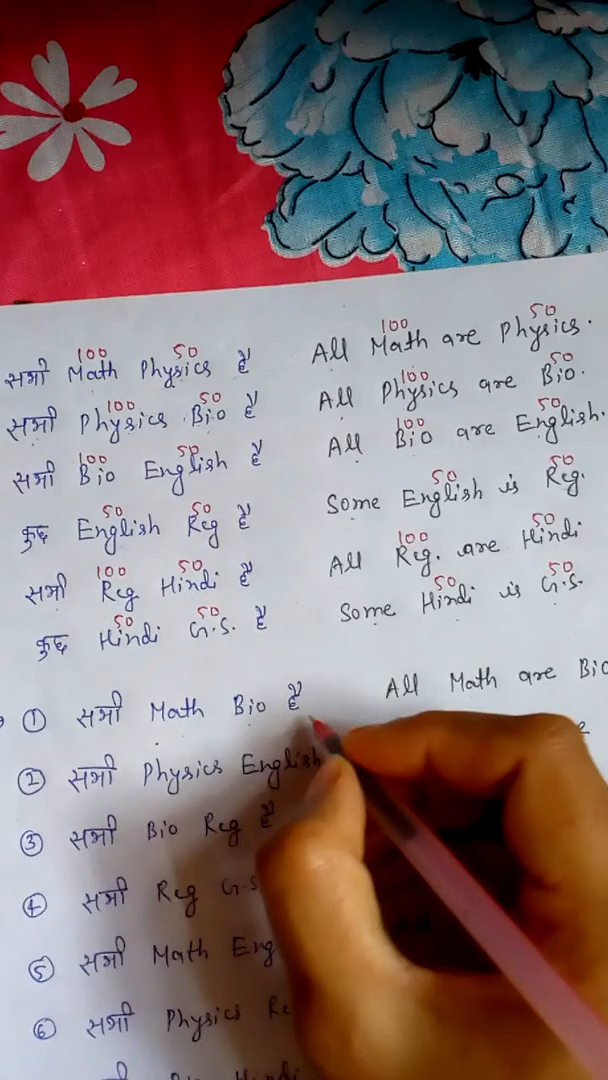 100 50 100 50
सभी Math Physics है All Math are Physics.
100 50 100 50
सभी Physics Bio है All Physics are Bio.
100 50 100 50
सभी Bio English है All Bio are English.
50 50 50 50
कुछ English Reg है Some English is Reg.
100 50 100 50
सभी Reg Hindi है All Reg. are Hindi
50 50 50 50
कुछ Hindi G.S. है Some Hindi is G.S.
① सभी Math Bio है All Math are Bio
② सभी Physics English
③ सभी Bio Reg है
④ सभी Reg G.S
⑤ सभी Math Eng
⑥ सभी Physics Re
Hindi